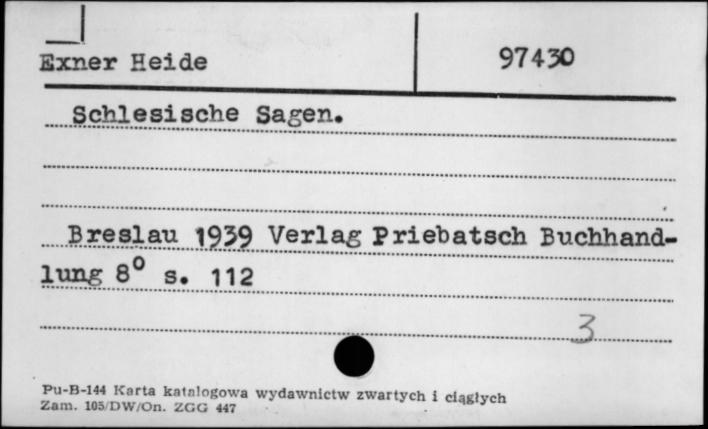 Exner Heide 97430
Schlesische Sagen.
Breslau 1939 Verlag Priebatsch Buchhand-
lung 8⁰ s. 112
3
Pu-B-144 Karta katalogowa wydawnictw zwartych i ciągłych
Zam. 105/DW/On. ZGG 447